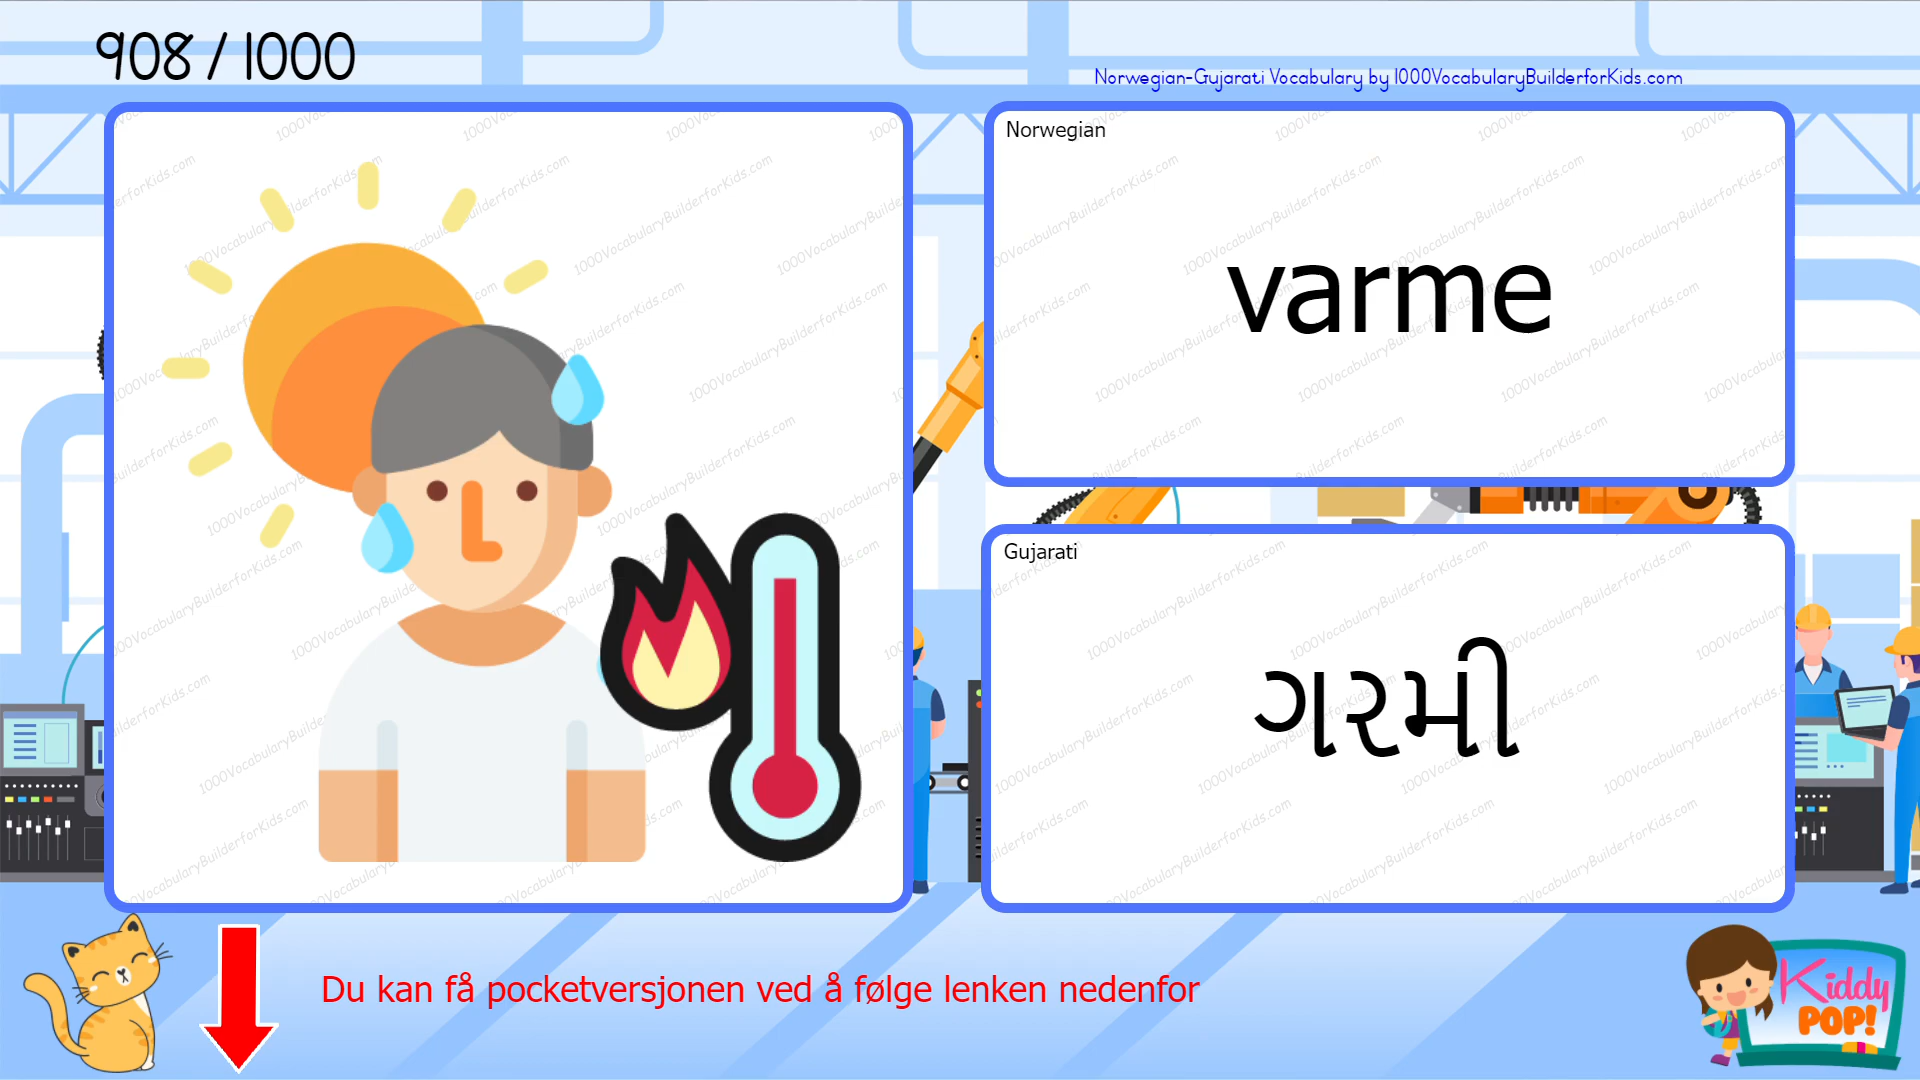 908 / 1000
Norwegian-Gujarati Vocabulary by 1000VocabularyBuilderforKids.com
Norwegian
varme
Gujarati
ગરમી
Du kan få pocketversjonen ved å følge lenken nedenfor
Kiddy
POP!